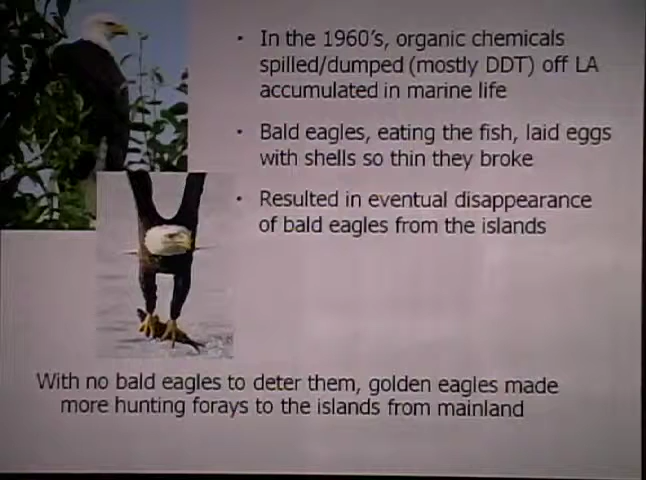 • In the 1960's, organic chemicals
spilled/dumped (mostly DDT) off LA
accumulated in marine life
• Bald eagles, eating the fish, laid eggs
with shells so thin they broke
• Resulted in eventual disappearance
of bald eagles from the islands
With no bald eagles to deter them, golden eagles made
more hunting forays to the islands from mainland